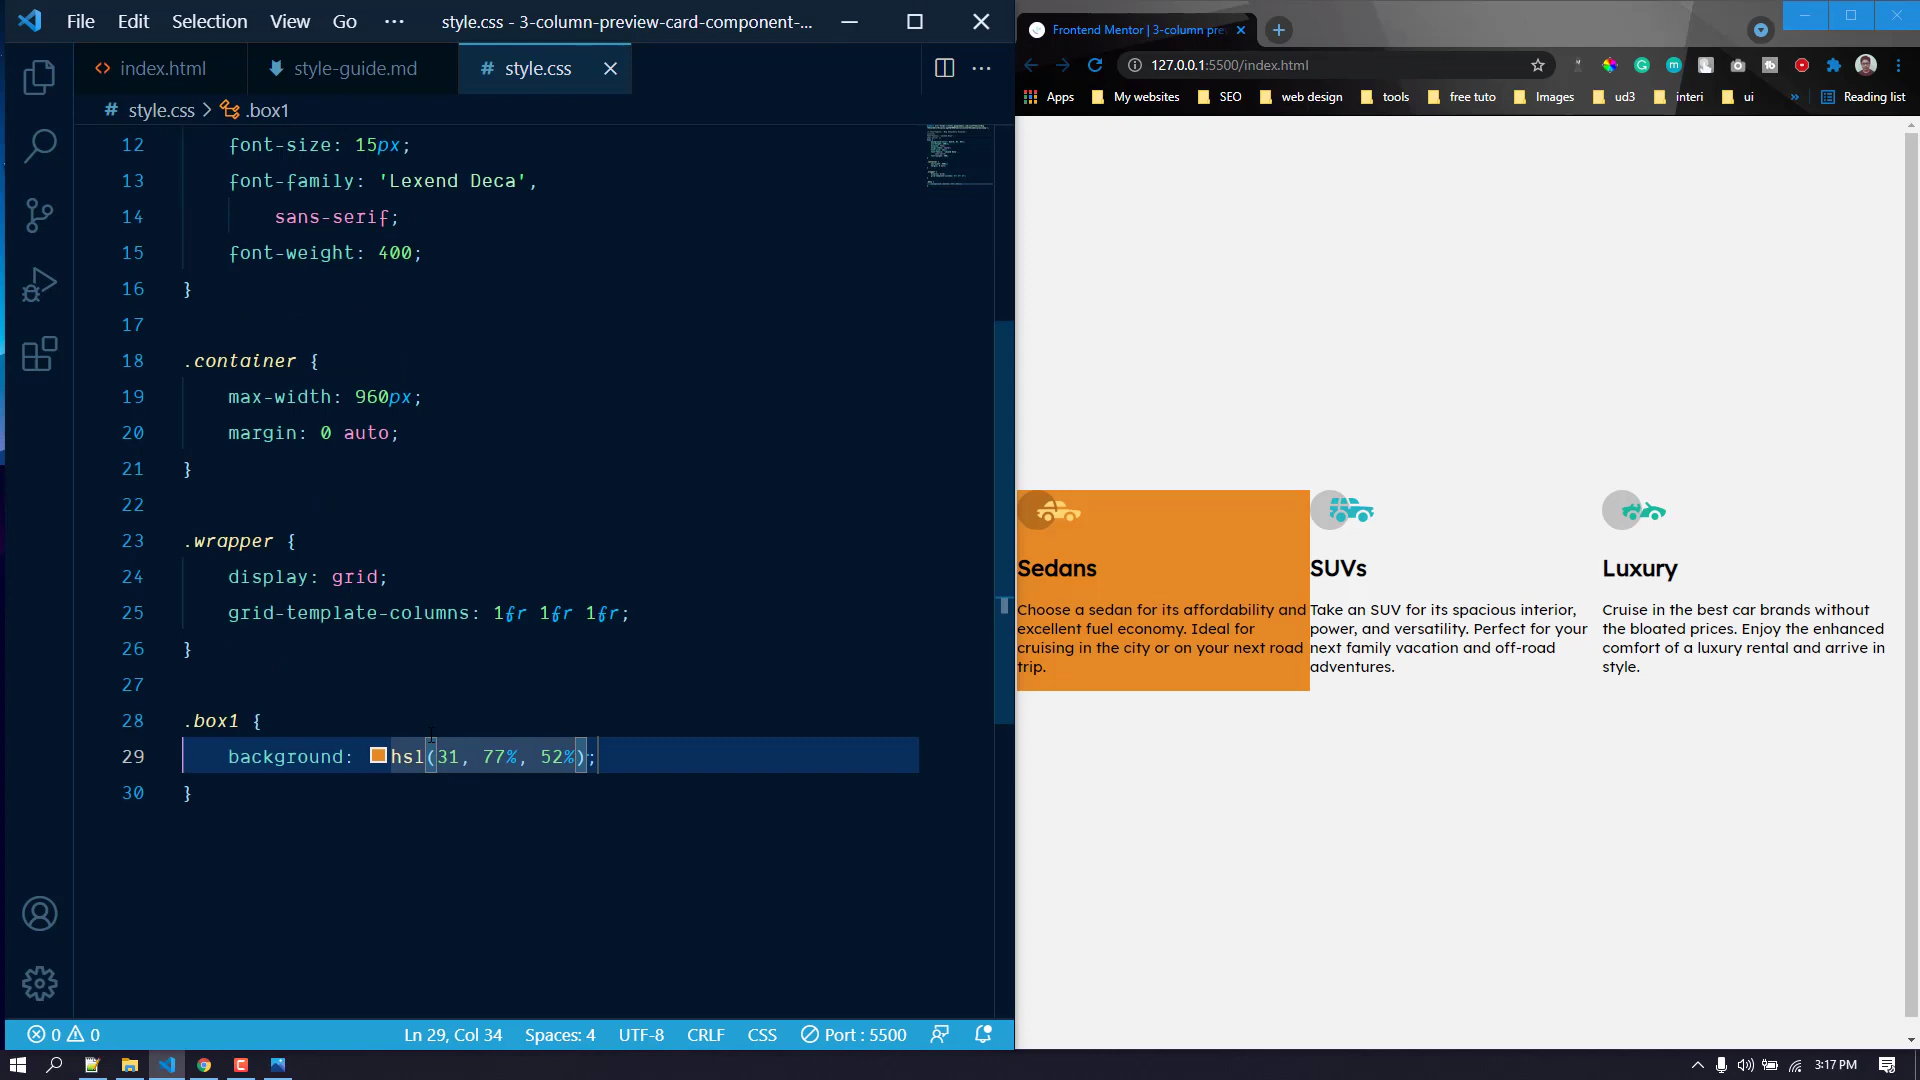 File Edit Selection View Go ··· style.css - 3-column-preview-card-component-...
index.html style-guide.md # style.css
# style.css > .box1
12 font-size: 15px;
13 font-family: 'Lexend Deca',
14 sans-serif;
15 font-weight: 400;
16 }
17
18 .container {
19 max-width: 960px;
20 margin: 0 auto;
21 }
22
23 .wrapper {
24 display: grid;
25 grid-template-columns: 1fr 1fr 1fr;
26 }
27
28 .box1 {
29 background: hsl(31, 77%, 52%);
30 }
0 0 Ln 29, Col 34 Spaces: 4 UTF-8 CRLF CSS Port : 5500
Frontend Mentor | 3-column pre
127.0.0.1:5500/index.html
Apps My websites SEO web design tools free tuto Images ud3 interi ui » Reading list
Sedans
Choose a sedan for its affordability and
excellent fuel economy. Ideal for
cruising in the city or on your next road
trip.
SUVs
Take an SUV for its spacious interior,
power, and versatility. Perfect for your
next family vacation and off-road
adventures.
Luxury
Cruise in the best car brands without
the bloated prices. Enjoy the enhanced
comfort of a luxury rental and arrive in
style.
3:17 PM